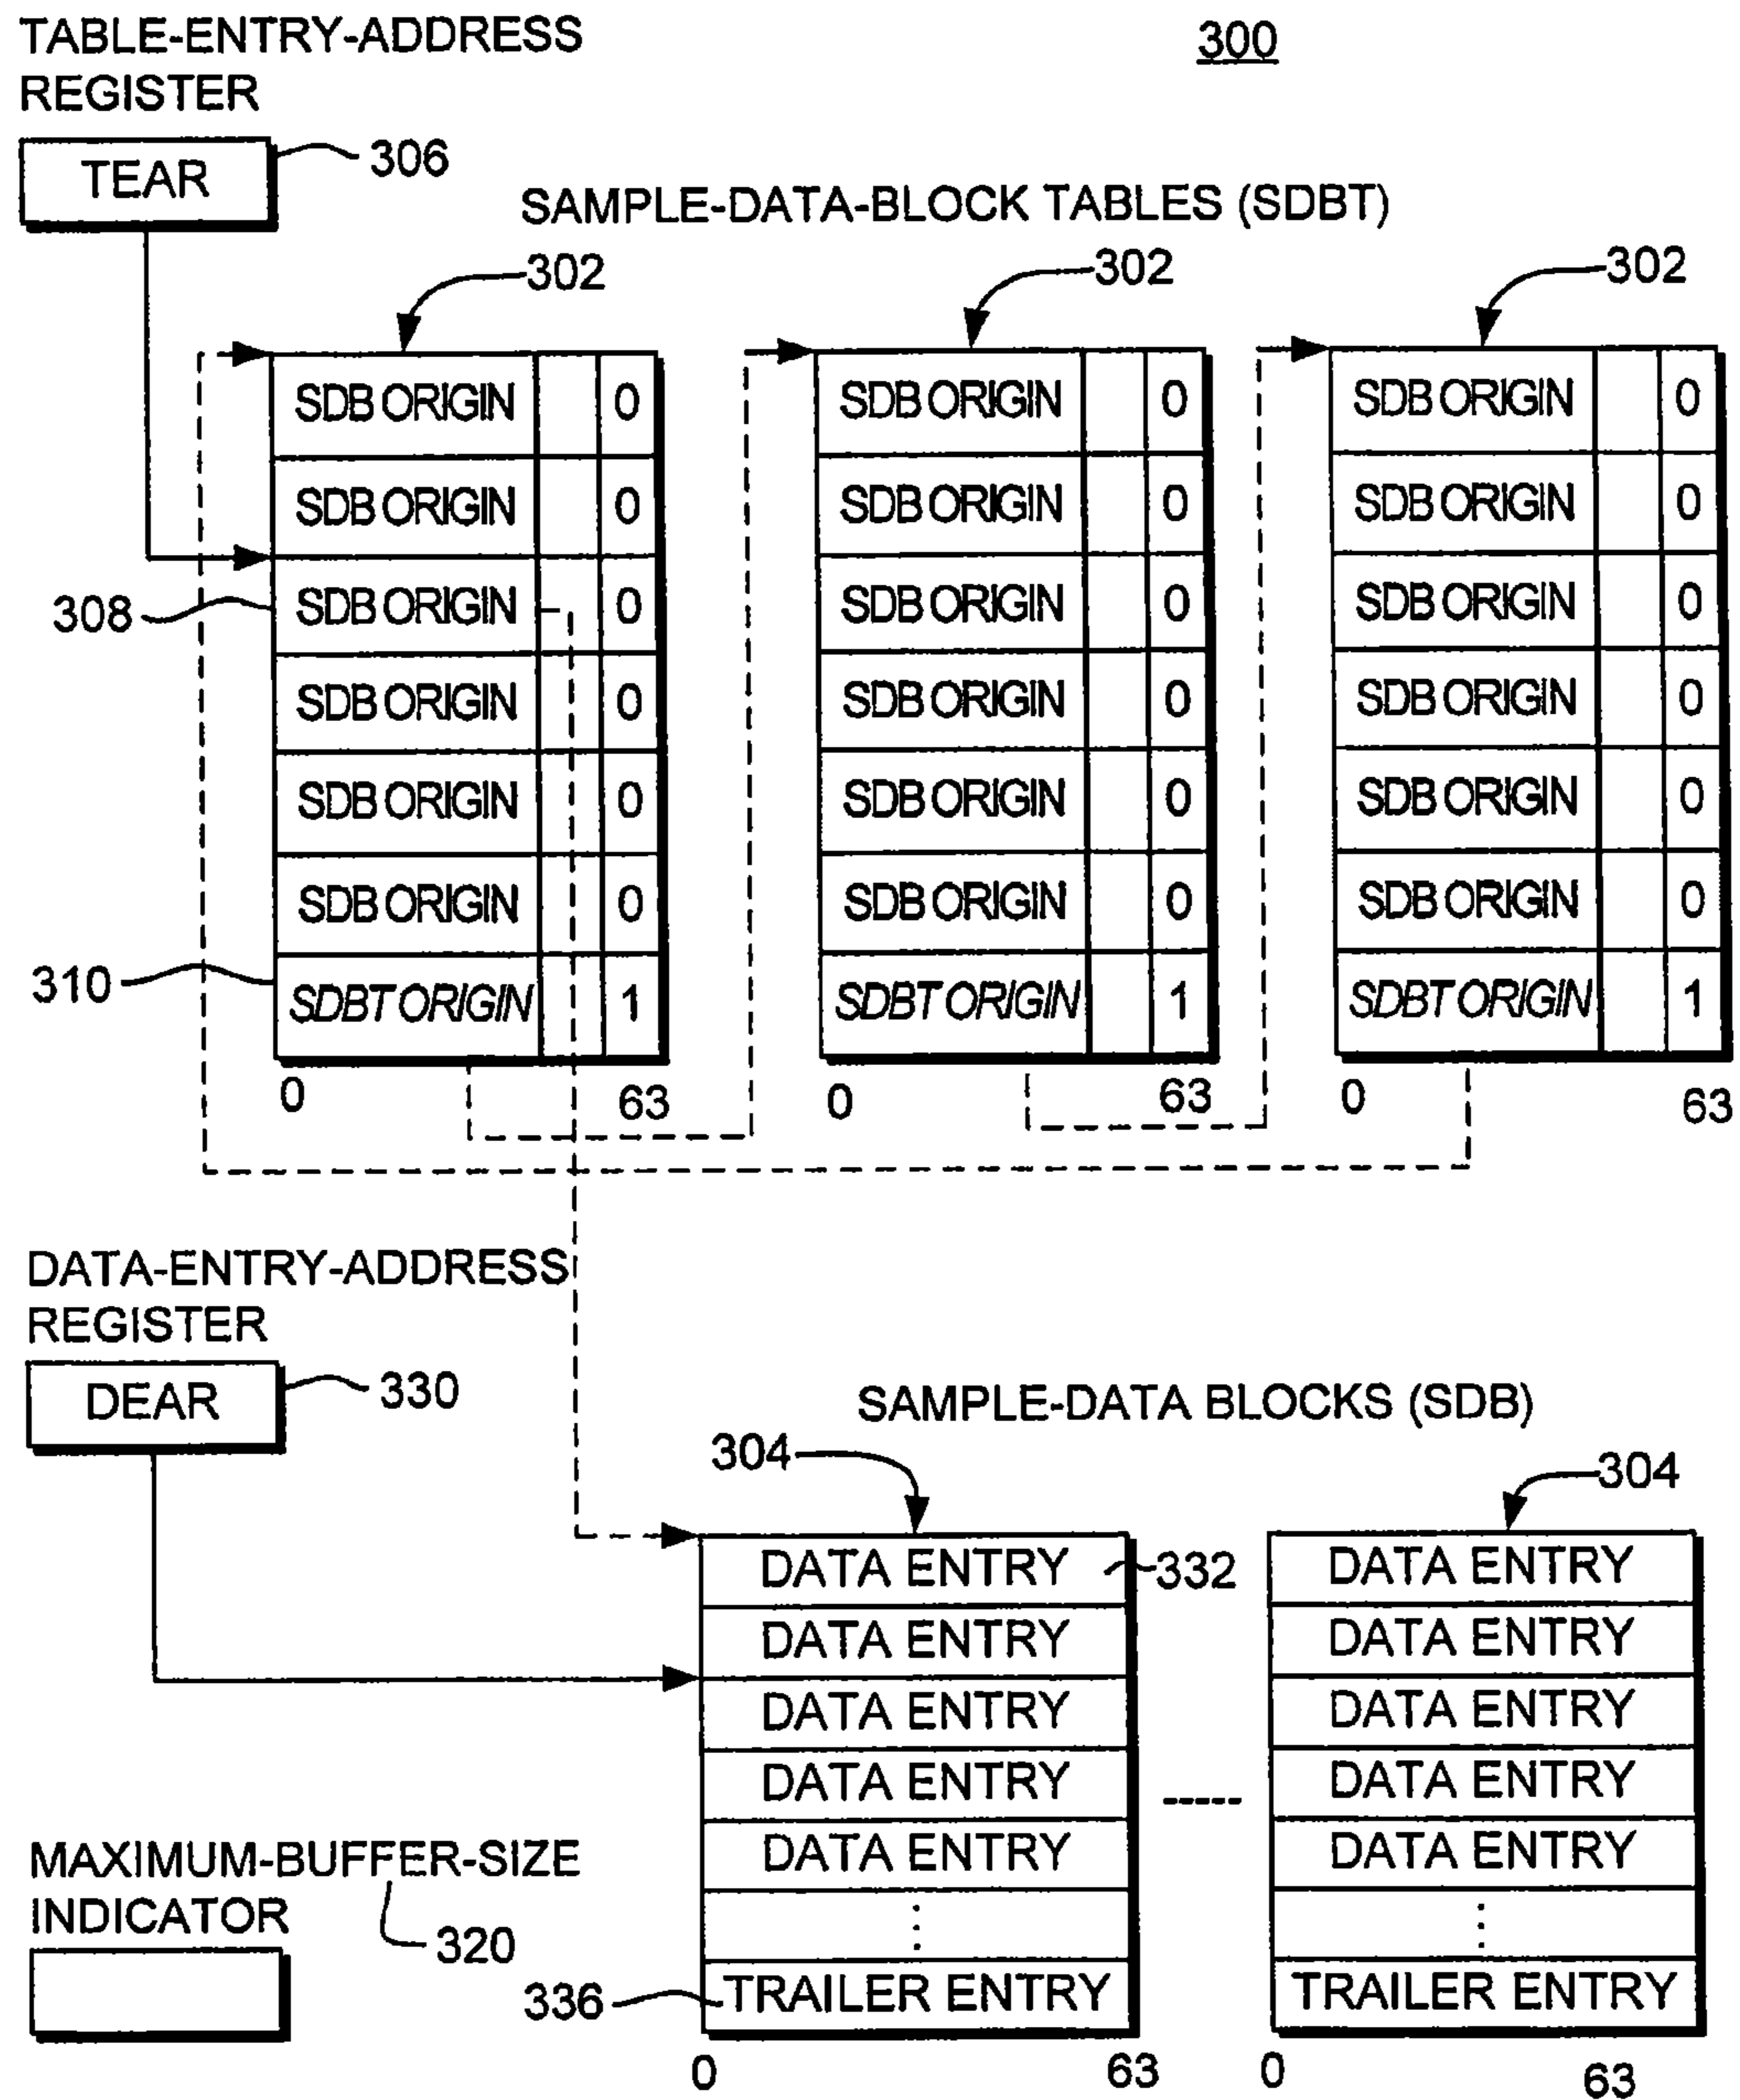 TABLE-ENTRY-ADDRESS
REGISTER
300
TEAR
306
SAMPLE-DATA-BLOCK TABLES (SDBT)
302
302
302
SDB ORIGIN 0
SDB ORIGIN 0
SDB ORIGIN 0
308
SDB ORIGIN 0
SDB ORIGIN 0
SDB ORIGIN 0
310
SDBT ORIGIN 1
0 63
SDB ORIGIN 0
SDB ORIGIN 0
SDB ORIGIN 0
SDB ORIGIN 0
SDB ORIGIN 0
SDB ORIGIN 0
SDBT ORIGIN 1
0 63
SDB ORIGIN 0
SDB ORIGIN 0
SDB ORIGIN 0
SDB ORIGIN 0
SDB ORIGIN 0
SDB ORIGIN 0
SDBT ORIGIN 1
0 63
DATA-ENTRY-ADDRESS
REGISTER
DEAR
330
SAMPLE-DATA BLOCKS (SDB)
304
304
DATA ENTRY
332
DATA ENTRY
DATA ENTRY
DATA ENTRY
DATA ENTRY
336
TRAILER ENTRY
0 63
DATA ENTRY
DATA ENTRY
DATA ENTRY
DATA ENTRY
DATA ENTRY
TRAILER ENTRY
0 63
MAXIMUM-BUFFER-SIZE
INDICATOR
320